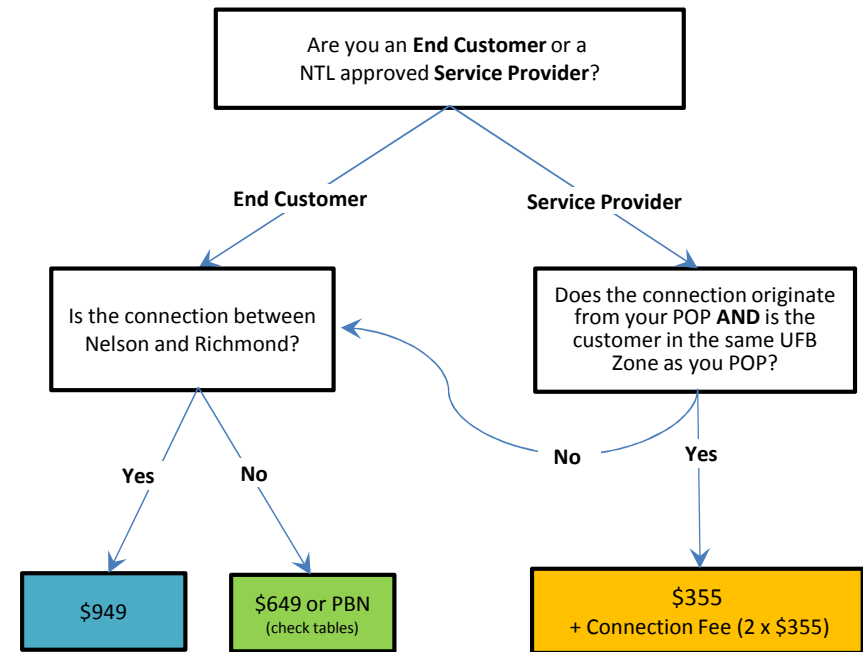 Are you an End Customer or a
NTL approved Service Provider?
End Customer
Service Provider
Is the connection between
Nelson and Richmond?
Does the connection originate
from your POP AND is the
customer in the same UFB
Zone as you POP?
Yes
No
No
Yes
$949
$649 or PBN
(check tables)
$355
+ Connection Fee (2 x $355)